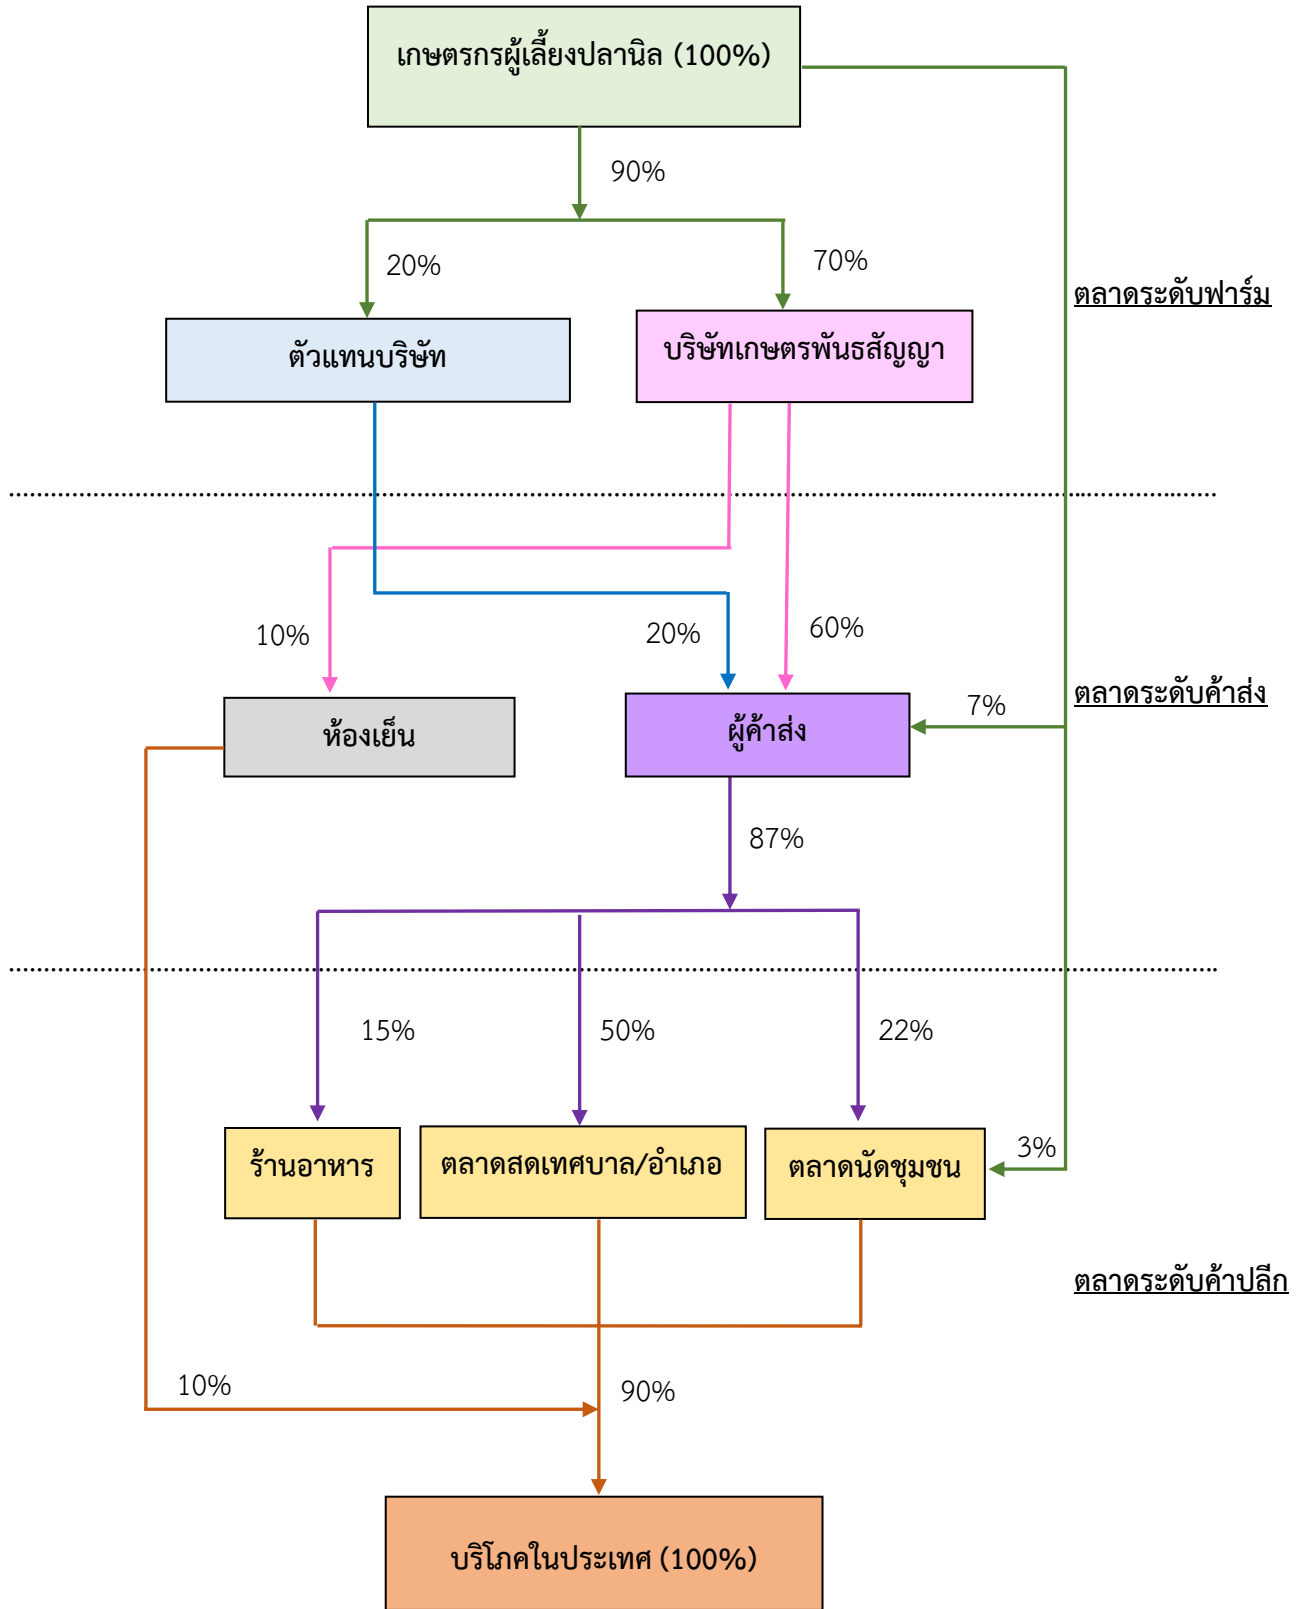 เกษตรกรผู้เลี้ยงปลานิล (100%)
90%
20%
70%
ตลาดระดับฟาร์ม
ตัวแทนบริษัท
บริษัทเกษตรพันธสัญญา
10%
20%
60%
ตลาดระดับค้าส่ง
7%
ห้องเย็น
ผู้ค้าส่ง
87%
15%
50%
22%
3%
ร้านอาหาร
ตลาดสดเทศบาล/อำเภอ
ตลาดนัดชุมชน
ตลาดระดับค้าปลีก
10%
90%
บริโภคในประเทศ (100%)